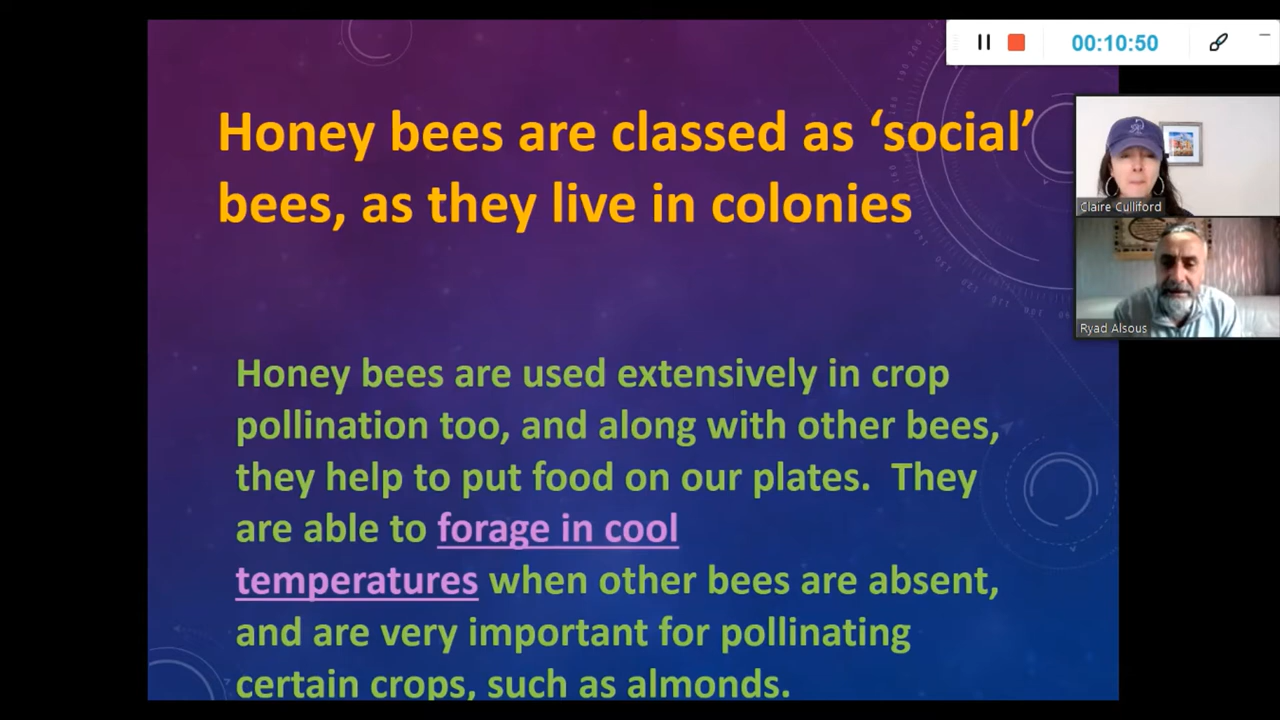 00:10:50
Honey bees are classed as ‘social’
bees, as they live in colonies
Claire Culliford
Ryad Alsous
Honey bees are used extensively in crop
pollination too, and along with other bees,
they help to put food on our plates.  They
are able to forage in cool
temperatures when other bees are absent,
and are very important for pollinating
certain crops, such as almonds.